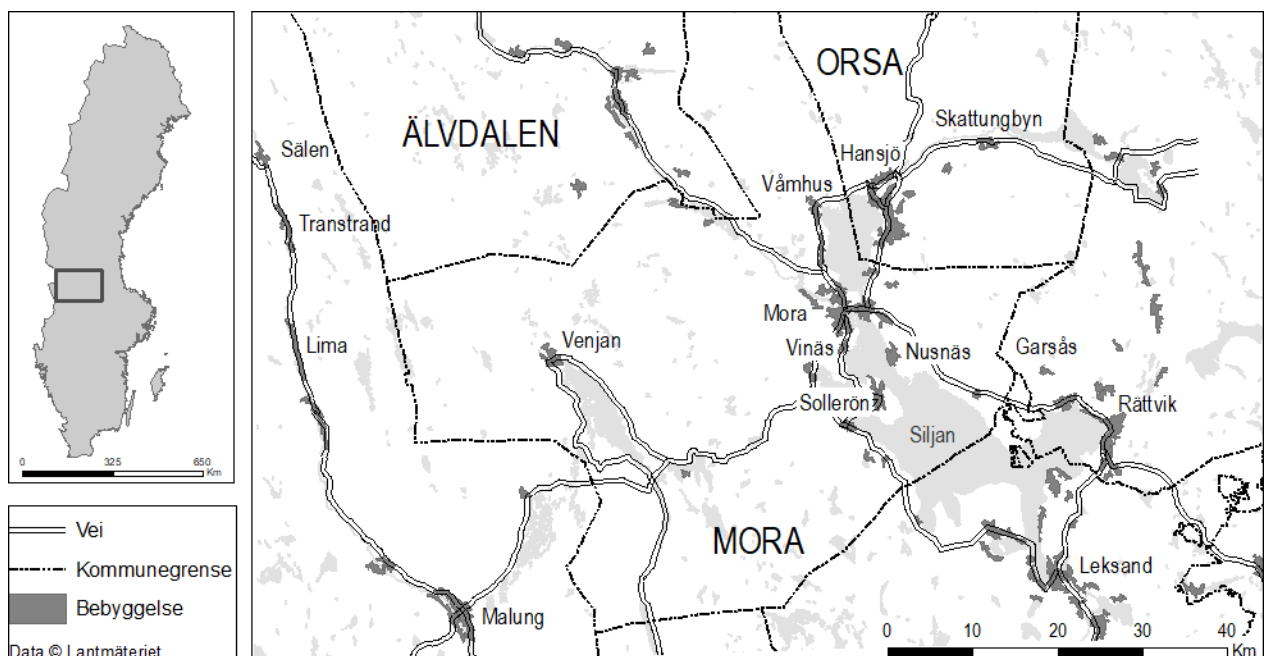 0 325 650
Km
Vei
Kommunegrense
Bebyggelse
Data © Lantmäteriet
ORSA
Skattungbyn
ÄLVDALEN
Sälen
Hansjö
Våmhus
Transtrand
Mora
Venjan
Lima
Vinäs
Nusnäs
Garsås
Sollerön
Rättvik
Siljan
MORA
Leksand
Malung
0 10 20 30 40
Km